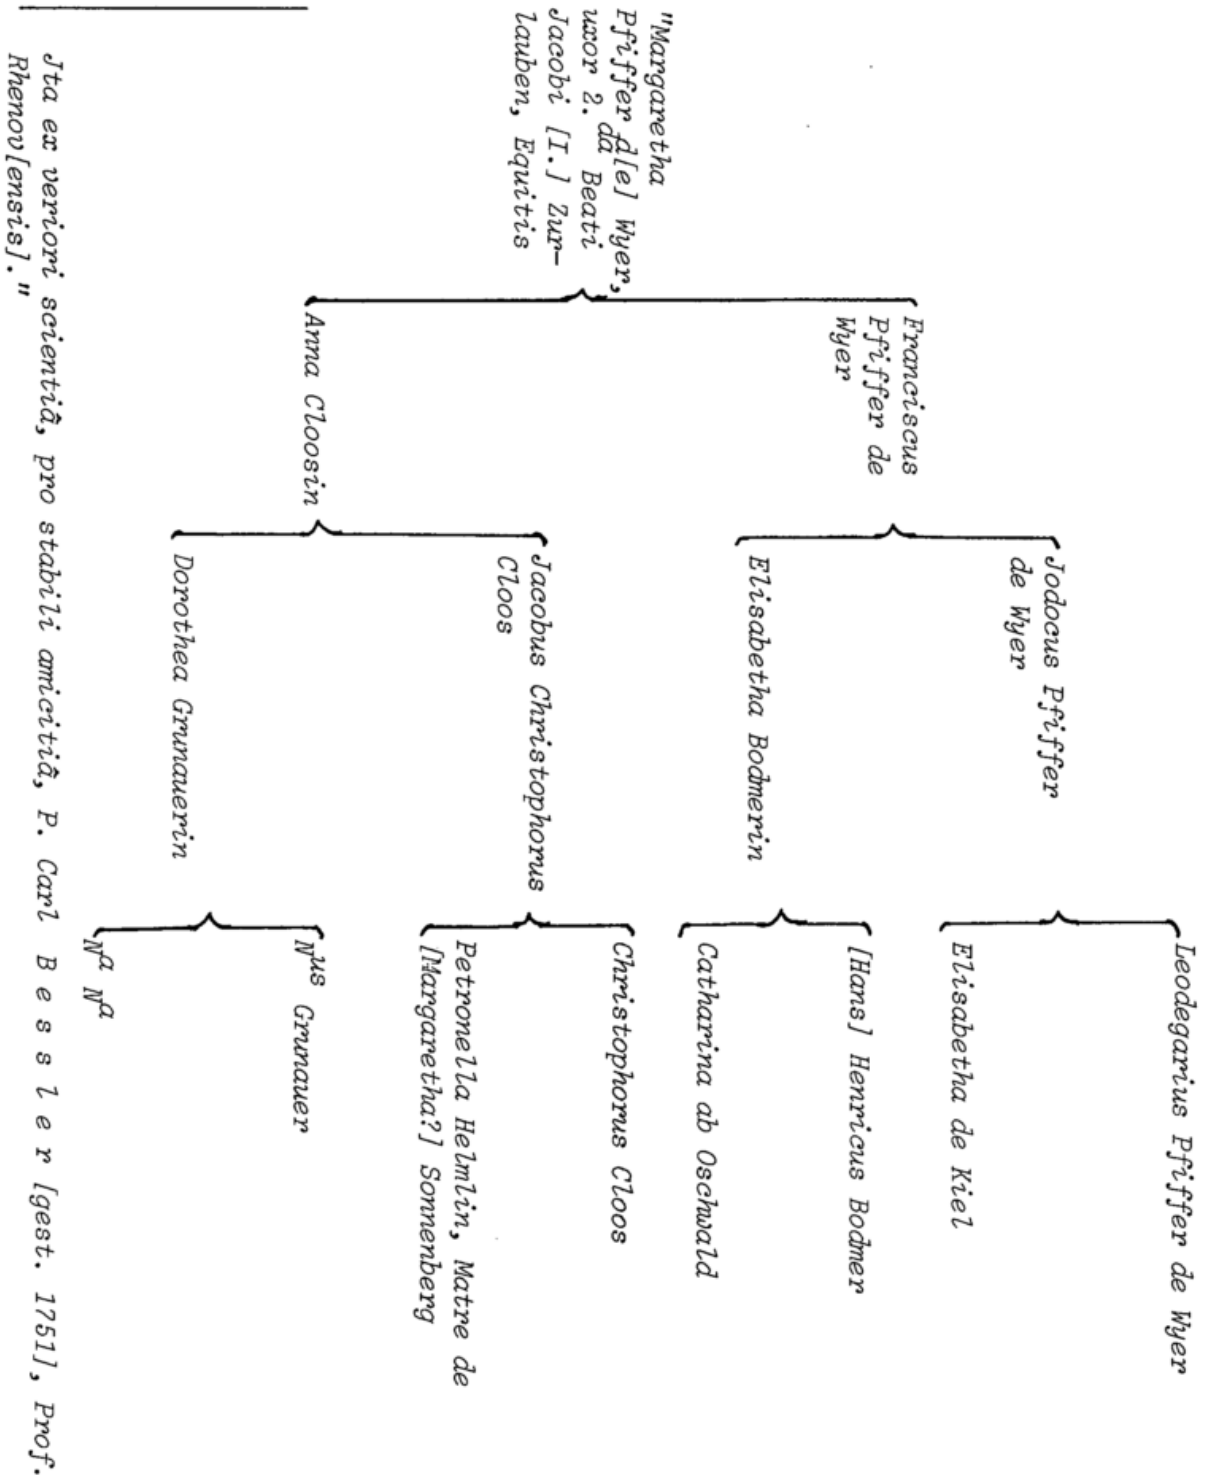 "Margaretha
Pfiffer d[e] Wyer,
uxor 2. da Beati
Jacobi [I.] Zur-
lauben, Equitis
Franciscus
Pfiffer de
Wyer
Anna Cloosin
Jodocus Pfiffer
de Wyer
Elisabetha Bodmerin
Jacobus Christophorus
Cloos
Dorothea Grunauerin
Leodegarius Pfiffer de Wyer
Elisabetha de Kiel
[Hans] Henricus Bodmer
Catharina ab Oschwald
Christophorus Cloos
Petronella Helmlin, Matre de
[Margaretha?] Sonnenberg
Nus Grunauer
Na Na
Jta ex veriori scientiâ, pro stabili amicitiâ, P. Carl B e s s l e r [gest. 1751], Prof.
Rhenov[ensis]."